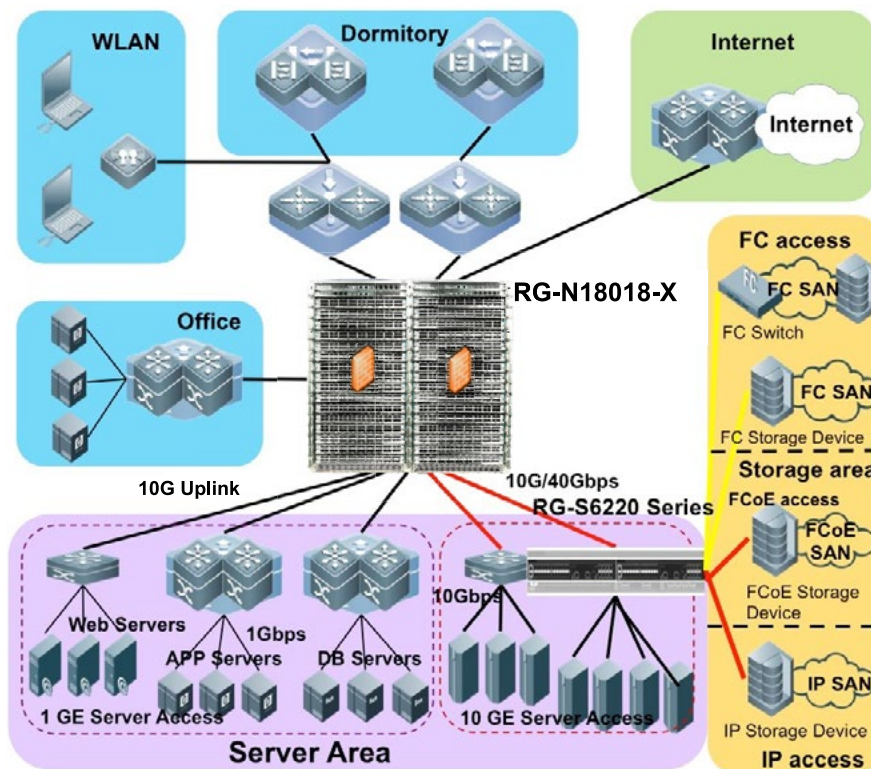 WLAN
Dormitory
Internet
Internet
RG-N18018-X
FC access
FC
FC SAN
FC Switch
FC SAN
FC Storage Device
Office
10G Uplink
10G/40Gbps
RG-S6220 Series
Storage area
FCoE access
FCoE
SAN
FCoE Storage
Device
10Gbps
Web Servers
1Gbps
APP Servers
DB Servers
1 GE Server Access
10 GE Server Access
Server Area
IP SAN
IP Storage Device
IP access